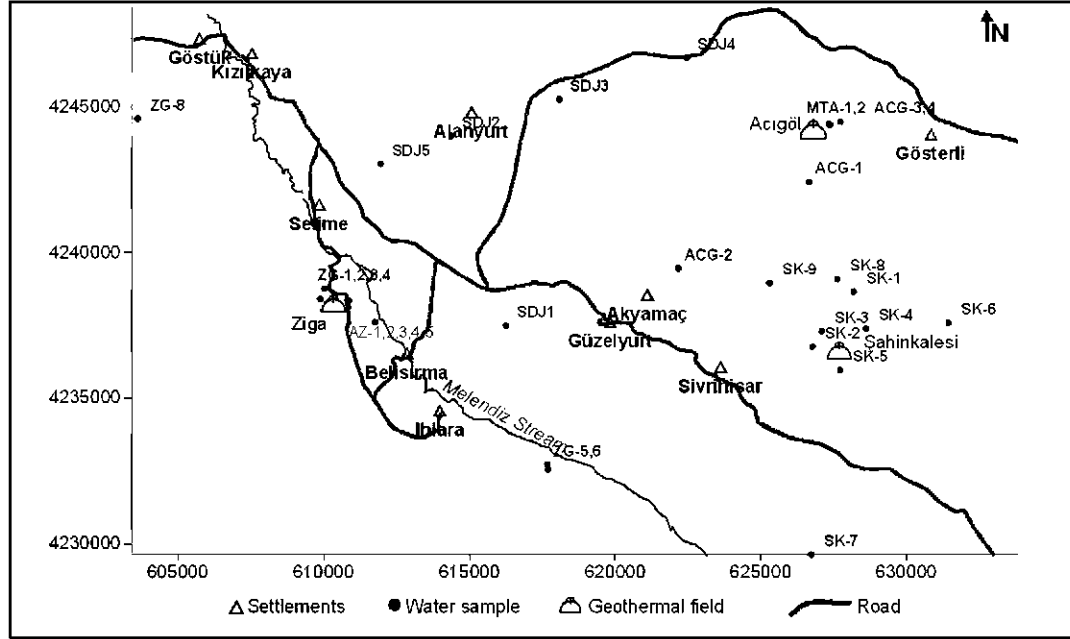 N
SDJ4
Göstük
Kızılkaya
4245000
ZG-8
SDJ3
MTA-1,2
ACG-3,4
Acıgöl
SDJ2
Alanyurt
Gösterli
SDJ5
ACG-1
Selime
4240000
ACG-2
SK-9
SK-8
SK-1
ZG-1,2,3,4
Akyamaç
SK-3
SK-4
SK-6
Ziga
AZ-1,2,3,4,5
SDJ1
Güzelyurt
SK-2
Şahinkalesi
SK-5
Belisırma
Sivrihisar
4235000
Melendiz Stream
Ihlara
ZG-5,6
4230000
SK-7
605000
610000
615000
620000
625000
630000
Settlements
Water sample
Geothermal field
Road